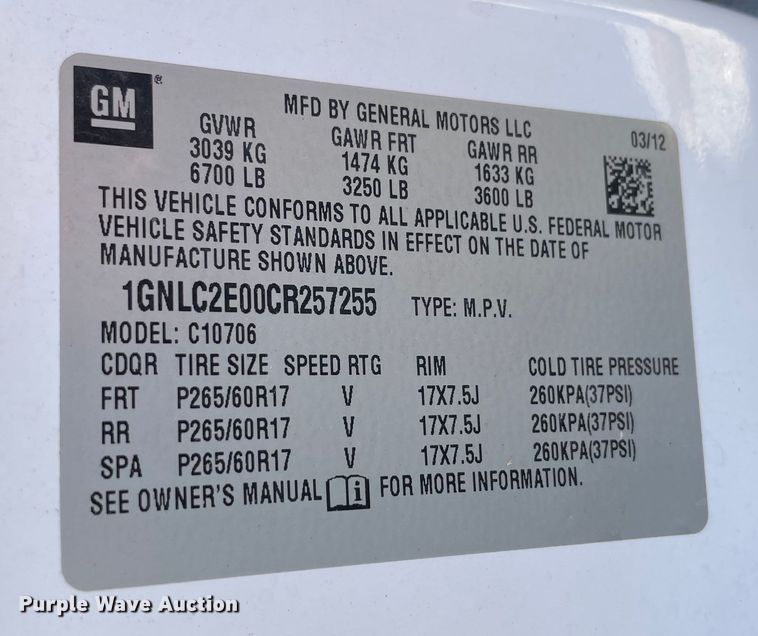 GM ®
MFD BY GENERAL MOTORS LLC
03/12
GVWR GAWR FRT GAWR RR
3039 KG 1474 KG 1633 KG
6700 LB 3250 LB 3600 LB
THIS VEHICLE CONFORMS TO ALL APPLICABLE U.S. FEDERAL MOTOR
VEHICLE SAFETY STANDARDS IN EFFECT ON THE DATE OF
MANUFACTURE SHOWN ABOVE.
1GNLC2E00CR257255 TYPE: M.P.V.
MODEL: C10706
CDQR TIRE SIZE SPEED RTG RIM COLD TIRE PRESSURE
FRT P265/60R17 V 17X7.5J 260KPA(37PSI)
RR P265/60R17 V 17X7.5J 260KPA(37PSI)
SPA P265/60R17 V 17X7.5J 260KPA(37PSI)
SEE OWNER'S MANUAL i FOR MORE INFORMATION.
Purple Wave Auction